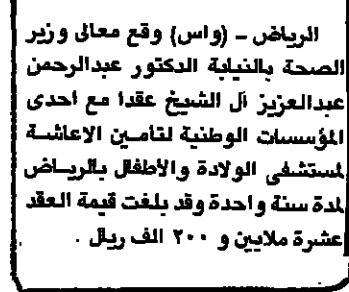 الرياض - (واس) وقع معالي وزير
الصحة بالنيابة الدكتور عبدالرحمن
عبدالعزيز آل الشيخ عقدا مع احدى
المؤسسات الوطنية لتأمين الاعاشة
لمستشفى الولادة والأطفال بالرياض
لمدة سنة واحدة وقد بلغت قيمة العقد
عشرة ملايين و ٢٠٠ الف ريال .